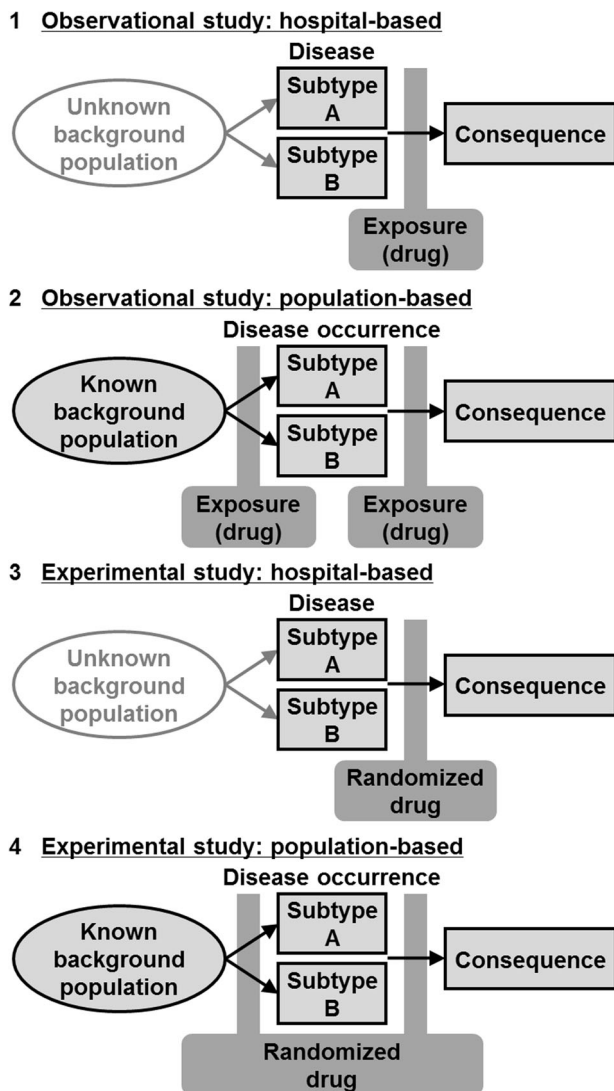 1 Observational study: hospital-based
Disease
Unknown
background
population
Subtype
A
Subtype
B
Consequence
Exposure
(drug)
2 Observational study: population-based
Disease occurrence
Known
background
population
Subtype
A
Subtype
B
Consequence
Exposure
(drug)
Exposure
(drug)
3 Experimental study: hospital-based
Disease
Unknown
background
population
Subtype
A
Subtype
B
Consequence
Randomized
drug
4 Experimental study: population-based
Disease occurrence
Known
background
population
Subtype
A
Subtype
B
Consequence
Randomized
drug